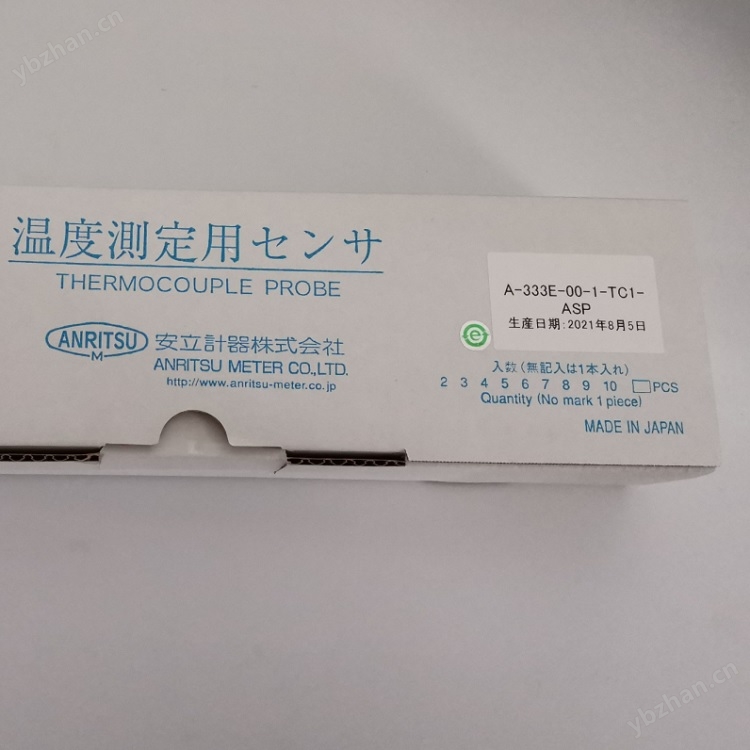 ybzhan.cn
温度測定用センサ
THERMOCOUPLE PROBE
ANRITSU
M
安立計器株式会社
ANRITSU METER CO.,LTD.
http://www.anritsu-meter.co.jp
A-333E-00-1-TC1-
ASP
生産日期:2021年8月5日
e
入数(無記入は1本入れ)
2 3 4 5 6 7 8 9 10 PCS
Quantity (No mark 1 piece)
MADE IN JAPAN
ybzhan.cn